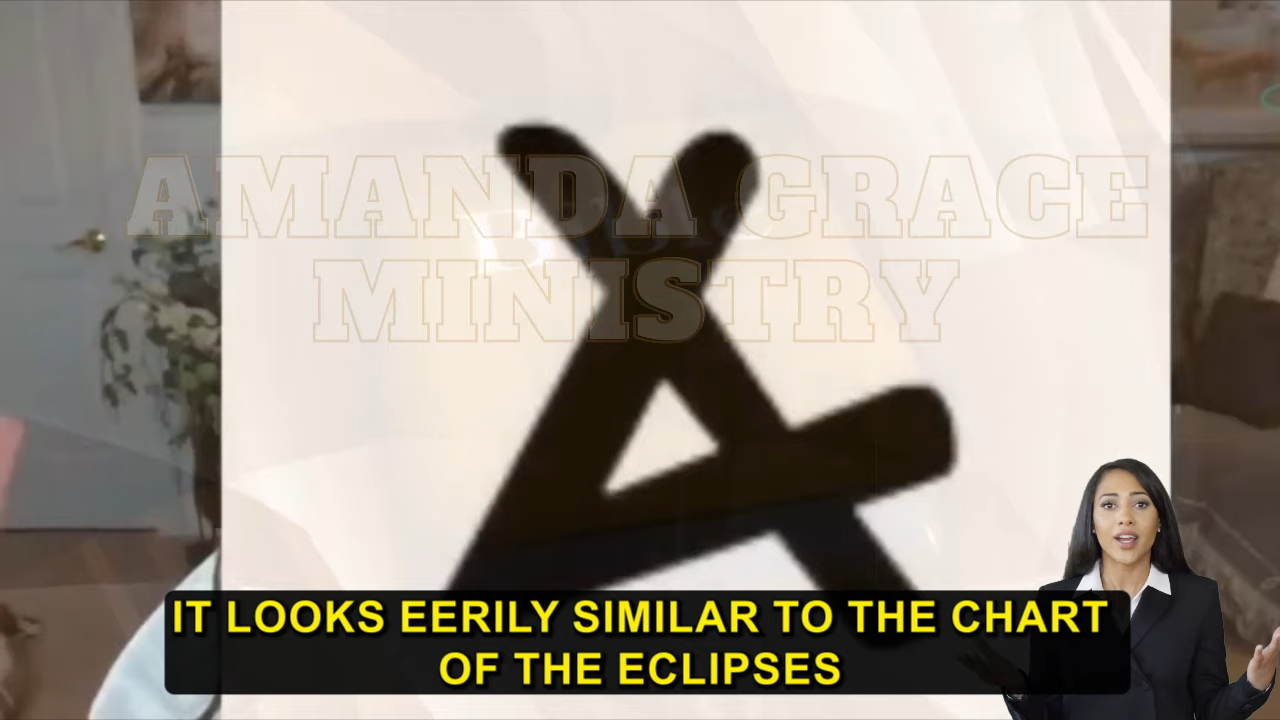 AMANDA GRACE
MINISTRY
IT LOOKS EERILY SIMILAR TO THE CHART
OF THE ECLIPSES